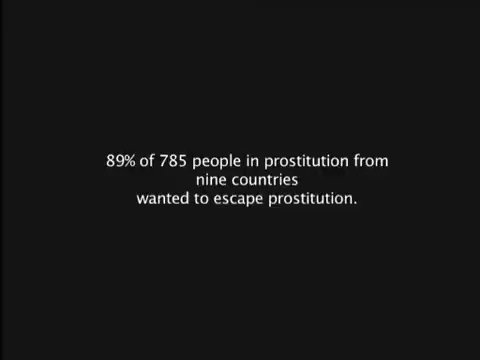 89% of 785 people in prostitution from
nine countries
wanted to escape prostitution.